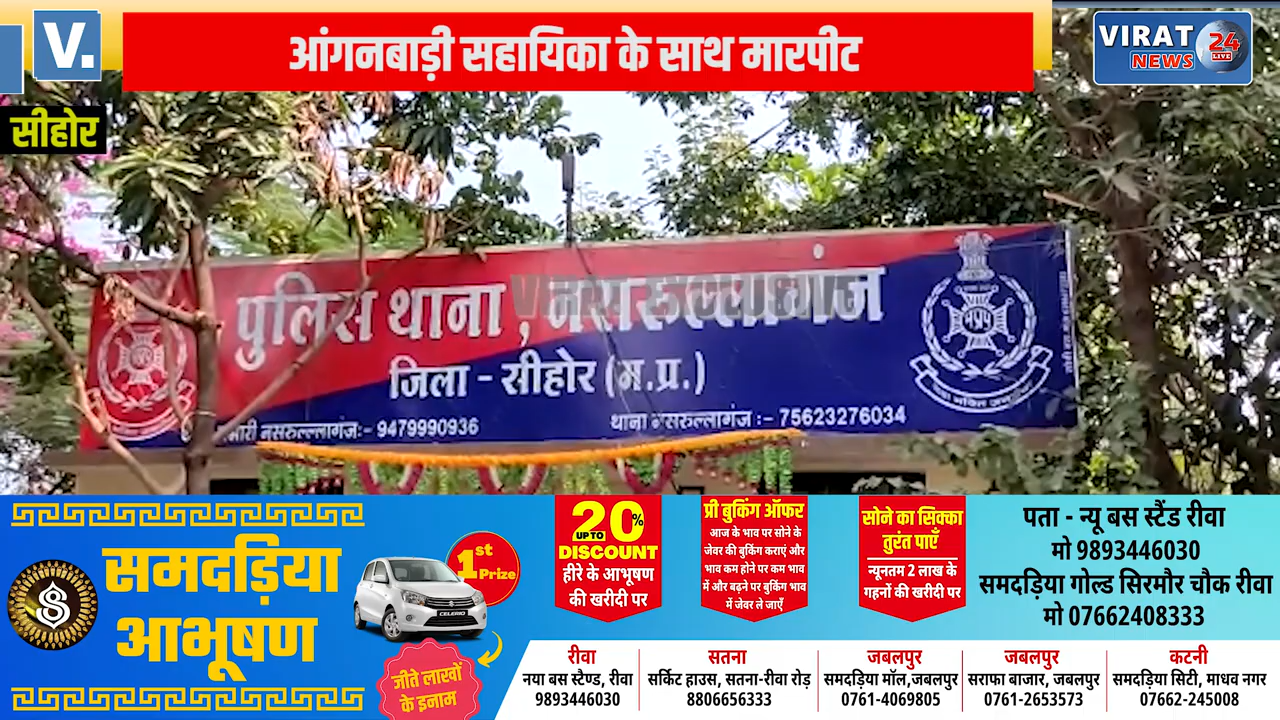 V.
आंगनबाड़ी सहायिका के साथ मारपीट
VIRAT
NEWS
24
LIVE
सीहोर
पुलिस थाना, नसरुल्लागंज
जिला - सीहोर (म.प्र.)
नसरुल्लागंजः- 9479990936
थाना नसरुल्लागंज :- 75623276034
समदड़िया
आभूषण
1st
Prize
CELERIO
जीते लाखों
के इनाम
20%
UP TO
DISCOUNT
हीरे के आभूषण
की खरीदी पर
प्री बुकिंग ऑफर
आज के भाव पर सोने के
जेवर की बुकिंग कराएं और
भाव कम होने पर कम भाव
में और बढ़ने पर बुकिंग भाव
में जेवर ले जाएँ
सोने का सिक्का
तुरंत पाएँ
न्यूनतम 2 लाख के
गहनों की खरीदी पर
पता - न्यू बस स्टैंड रीवा
मो 9893446030
समदड़िया गोल्ड सिरमौर चौक रीवा
मो 07662408333
रीवा
नया बस स्टैण्ड, रीवा
9893446030
सतना
सर्किट हाउस, सतना-रीवा रोड़
8806656333
जबलपुर
समदड़िया मॉल,जबलपुर
0761-4069805
जबलपुर
सराफा बाजार, जबलपुर
0761-2653573
कटनी
समदड़िया सिटी, माधव नगर
07662-245008